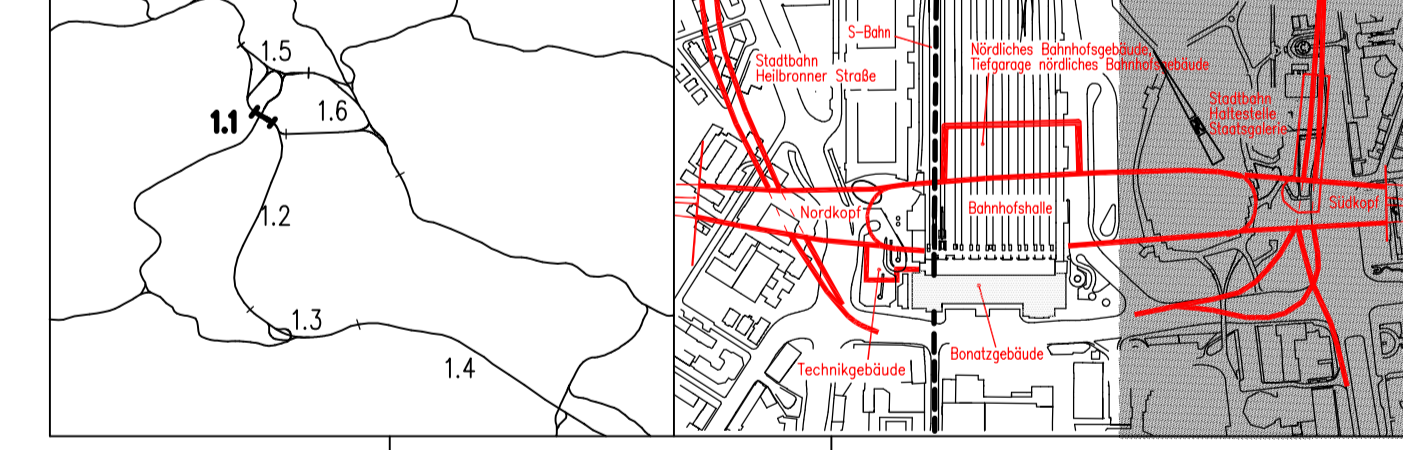 1.5
1.6
1.1
1.2
1.3
1.4
S-Bahn
Stadtbahn
Heilbronner Straße
Nördliches Bahnhofsgebäude,
Tiefgarage nördliches Bahnhofsgebäude
Stadtbahn
Haltestelle
Staatsgalerie
Nordkopf
Bahnhofshalle
Südkopf
Technikgebäude
Bonatzgebäude